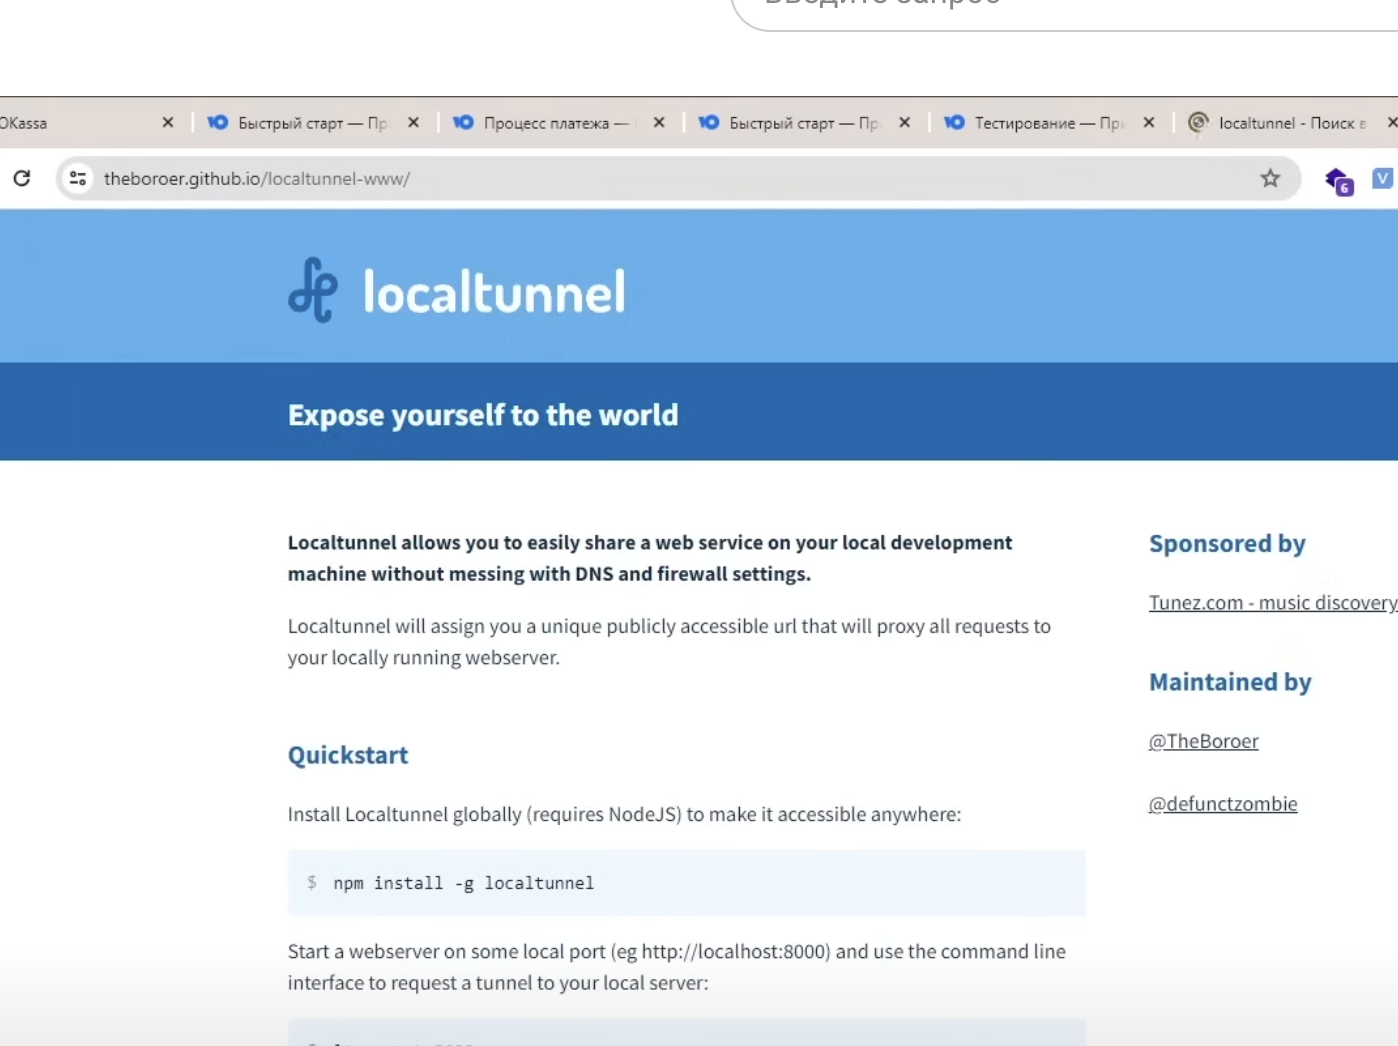 OKassa
Быстрый старт — Пр
Процесс платежа —
Быстрый старт — Пр
Тестирование — При
localtunnel - Поиск в
theboroer.github.io/localtunnel-www/
6
V
localtunnel
Expose yourself to the world
Localtunnel allows you to easily share a web service on your local development
machine without messing with DNS and firewall settings.
Localtunnel will assign you a unique publicly accessible url that will proxy all requests to
your locally running webserver.
Quickstart
Install Localtunnel globally (requires NodeJS) to make it accessible anywhere:
$ npm install -g localtunnel
Start a webserver on some local port (eg http://localhost:8000) and use the command line
interface to request a tunnel to your local server:
Sponsored by
Tunez.com - music discovery
Maintained by
@TheBoroer
@defunctzombie